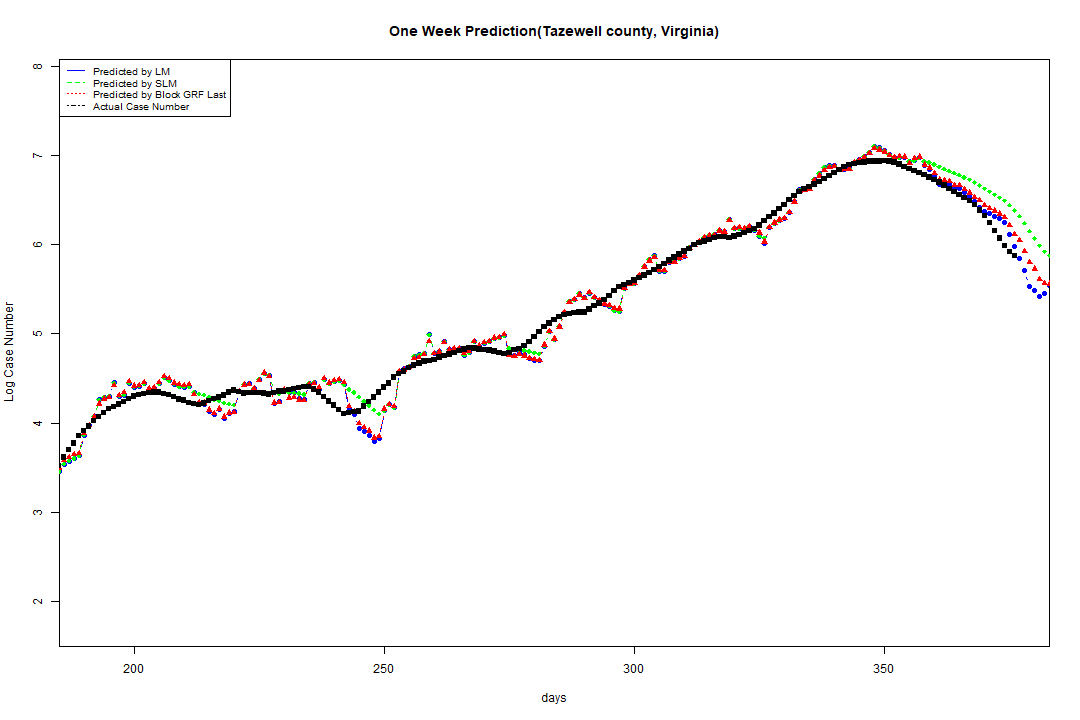 One Week Prediction(Tazewell county, Virginia)
Predicted by LM
Predicted by SLM
Predicted by Block GRF Last
Actual Case Number
8
7
6
5
4
3
2
Log Case Number
200 250 300 350
days